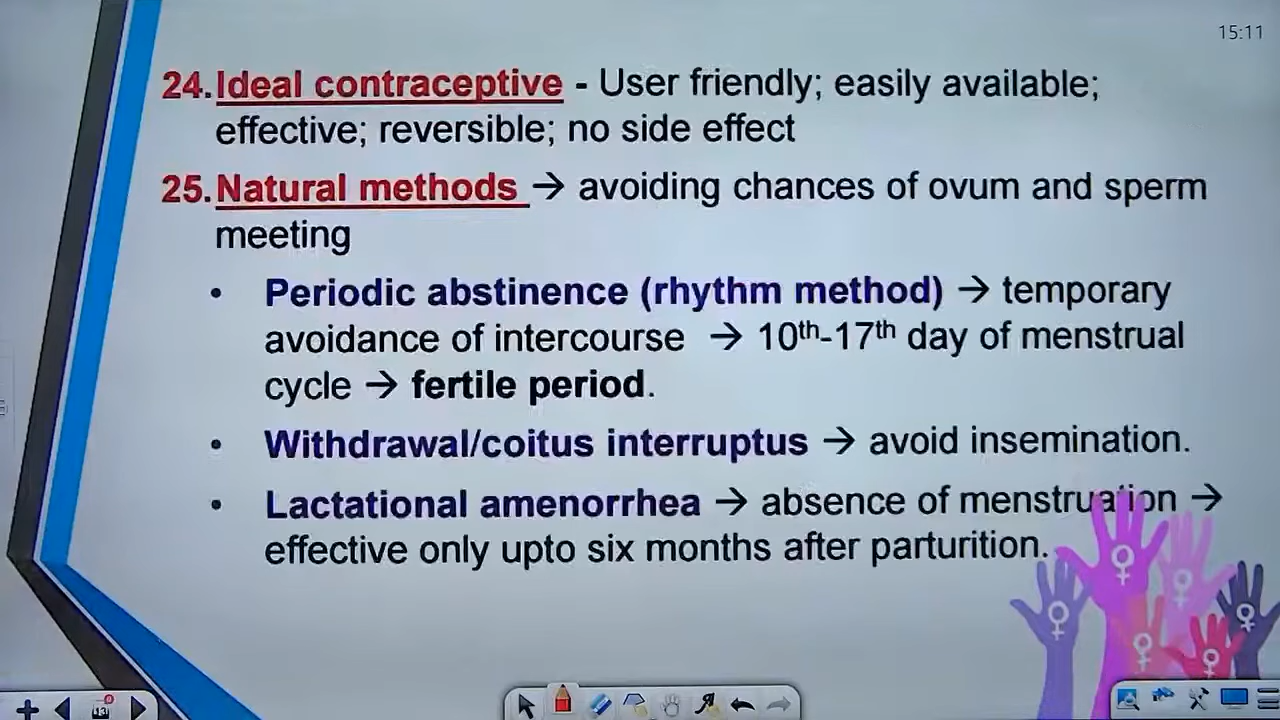 15:11
24. Ideal contraceptive - User friendly; easily available;
effective; reversible; no side effect
25. Natural methods → avoiding chances of ovum and sperm
meeting
• Periodic abstinence (rhythm method) → temporary
avoidance of intercourse → 10th-17th day of menstrual
cycle → fertile period.
• Withdrawal/coitus interruptus → avoid insemination.
• Lactational amenorrhea → absence of menstruation →
effective only upto six months after parturition.
13